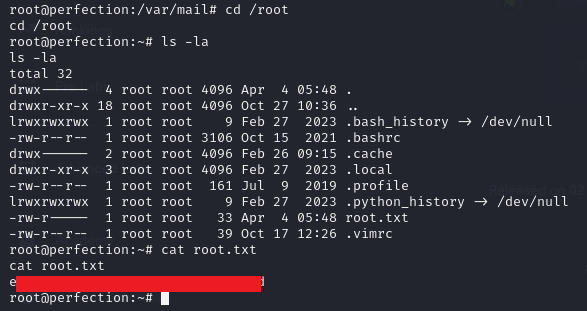 root@perfection:/var/mail# cd /root
cd /root
root@perfection:~# ls -la
ls -la
total 32
drwx------  4 root root 4096 Apr  4 05:48 .
drwxr-xr-x 18 root root 4096 Oct 27 10:36 ..
lrwxrwxrwx  1 root root    9 Feb 27  2023 .bash_history -> /dev/null
-rw-r--r--  1 root root 3106 Oct 15  2021 .bashrc
drwx------  2 root root 4096 Feb 26 09:15 .cache
drwxr-xr-x  3 root root 4096 Feb 27  2023 .local
-rw-r--r--  1 root root  161 Jul  9  2019 .profile
lrwxrwxrwx  1 root root    9 Feb 27  2023 .python_history -> /dev/null
-rw-r-----  1 root root   33 Apr  4 05:48 root.txt
-rw-r--r--  1 root root   39 Oct 17 12:26 .vimrc
root@perfection:~# cat root.txt
cat root.txt
e d
root@perfection:~#